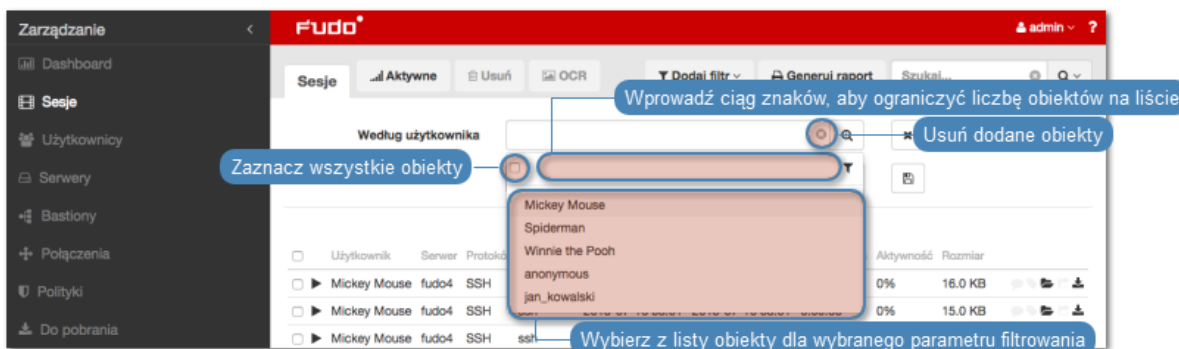 Zarządzanie
Fudo
admin
?
Dashboard
Sesje
Użytkownicy
Serwery
Bastiony
Połączenia
Polityki
Do pobrania
Sesje
Aktywne
Usuń
OCR
Dodaj filtr
Generuj raport
Szukaj...
Wprowadź ciąg znaków, aby ograniczyć liczbę obiektów na liście
Według użytkownika
Usuń dodane obiekty
Zaznacz wszystkie obiekty
Mickey Mouse
Spiderman
Winnie the Pooh
anonymous
jan_kowalski
Użytkownik Serwer Aktywność Rozmiar
Mickey Mouse fudo4 SSH 0% 16.0 KB
Mickey Mouse fudo4 SSH 0% 15.0 KB
Mickey Mouse fudo4 SSH
Wybierz z listy obiekty dla wybranego parametru filtrowania